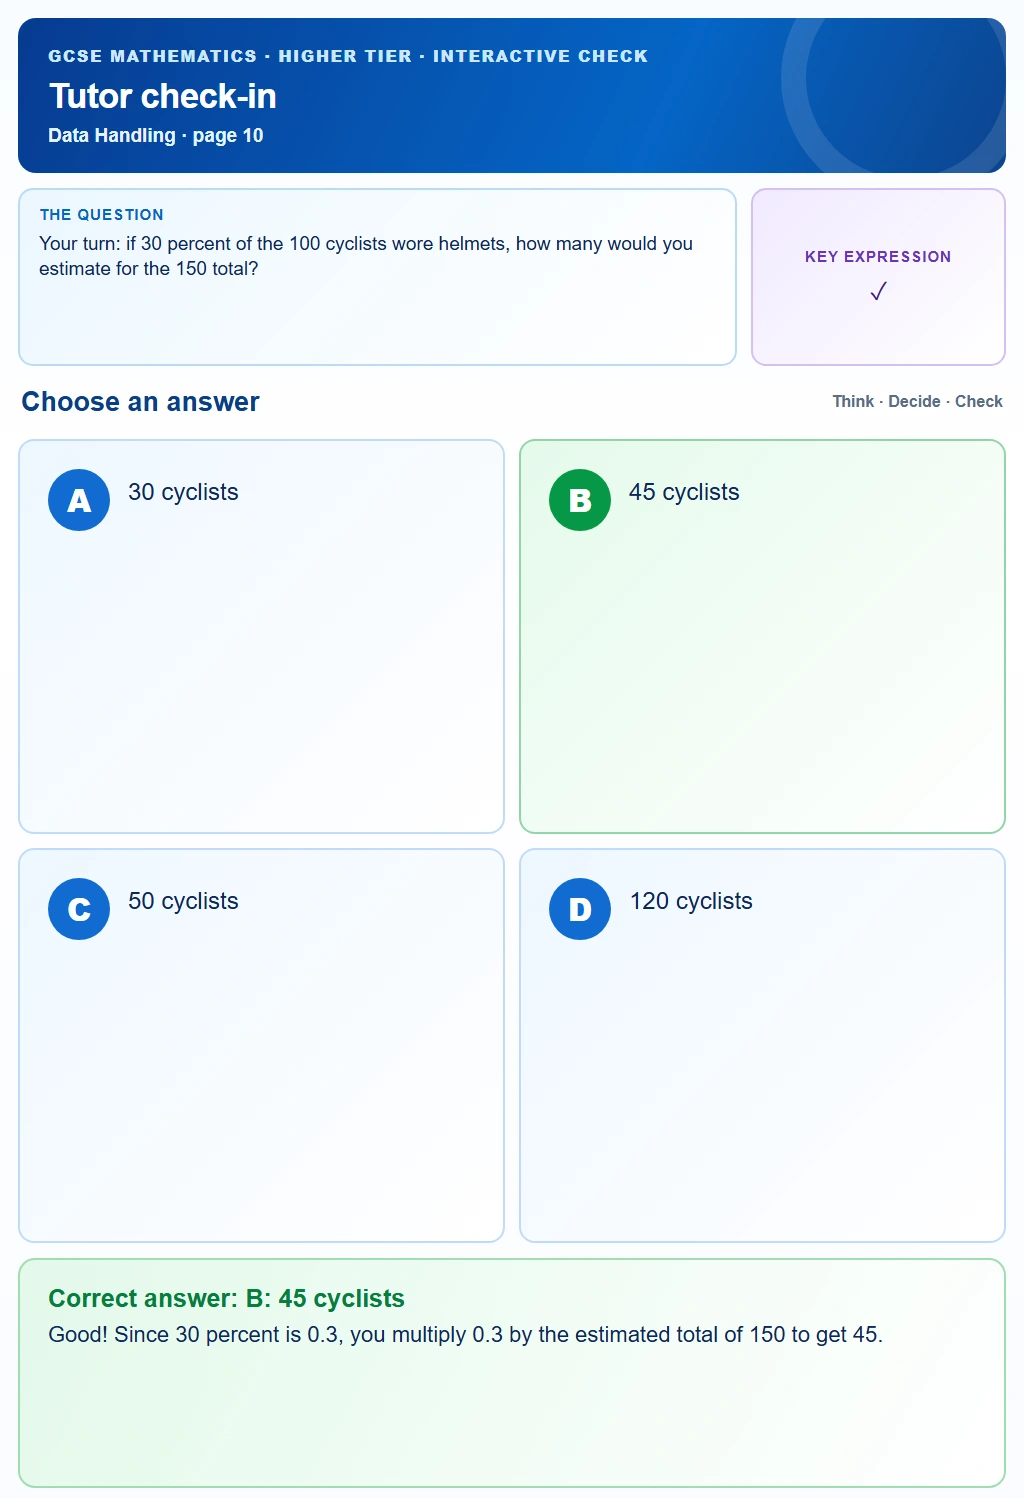 GCSE MATHEMATICS · HIGHER TIER · INTERACTIVE CHECK
Tutor check-in
Data Handling · page 10
THE QUESTION
Your turn: if 30 percent of the 100 cyclists wore helmets, how many would you
estimate for the 150 total?
KEY EXPRESSION
✓
Choose an answer
Think · Decide · Check
A
30 cyclists
B
45 cyclists
C
50 cyclists
D
120 cyclists
Correct answer: B: 45 cyclists
Good! Since 30 percent is 0.3, you multiply 0.3 by the estimated total of 150 to get 45.